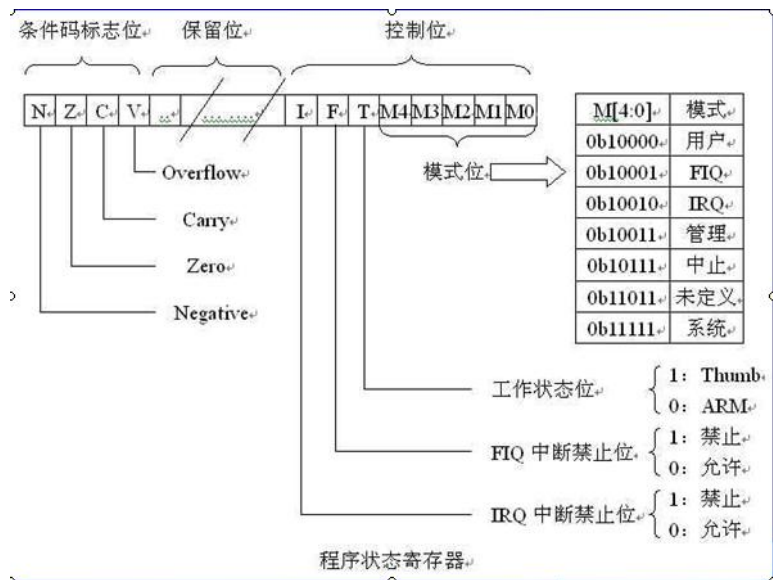 条件码标志位 保留位 控制位
N Z C V .. ........ I F T M4 M3 M2 M1 M0
Overflow
Carry
Zero
Negative
模式位
M[4:0] 模式
0b10000 用户
0b10001 FIQ
0b10010 IRQ
0b10011 管理
0b10111 中止
0b11011 未定义
0b11111 系统
工作状态位
1：Thumb
0：ARM
FIQ 中断禁止位
1：禁止
0：允许
IRQ 中断禁止位
1：禁止
0：允许
程序状态寄存器